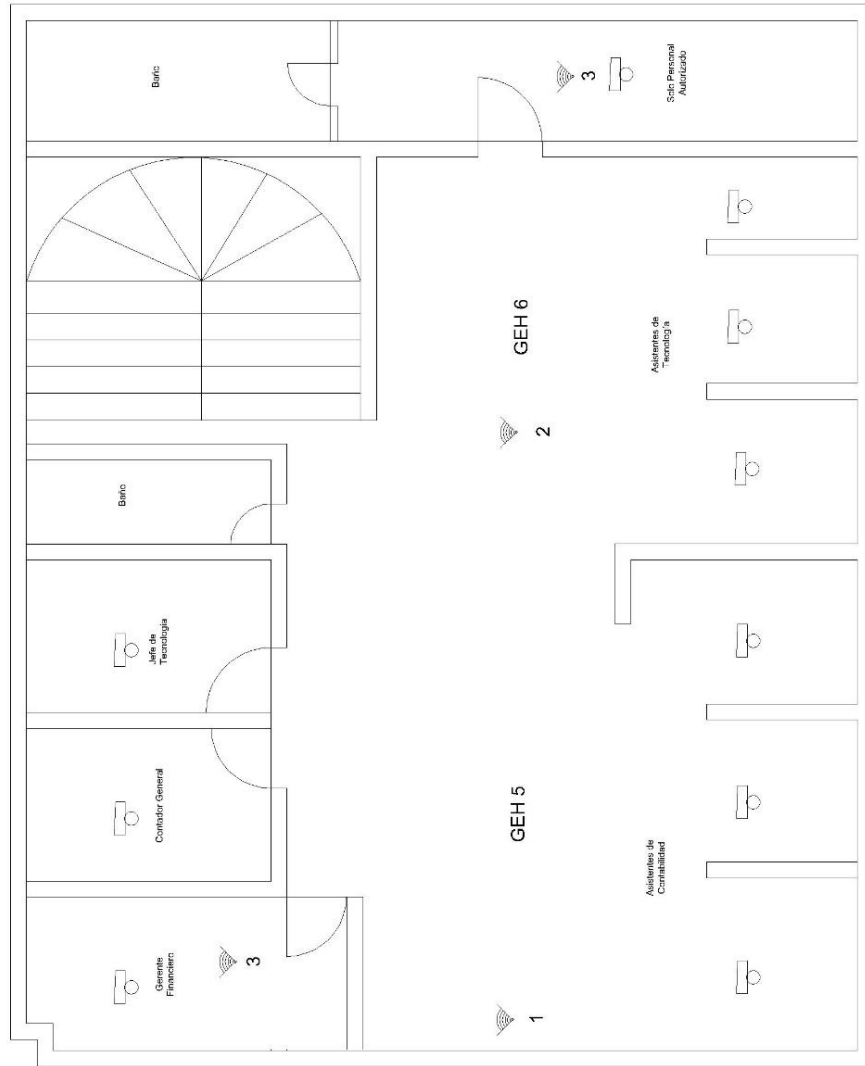 Gerente
Financiero
Contador General
Jefe de
Tecnología
Baño
Baño
3
GEH 5
GEH 6
1
2
3
Asistentes de
Contabilidad
Asistentes de
Tecnología
Solo Personal
Autorizado